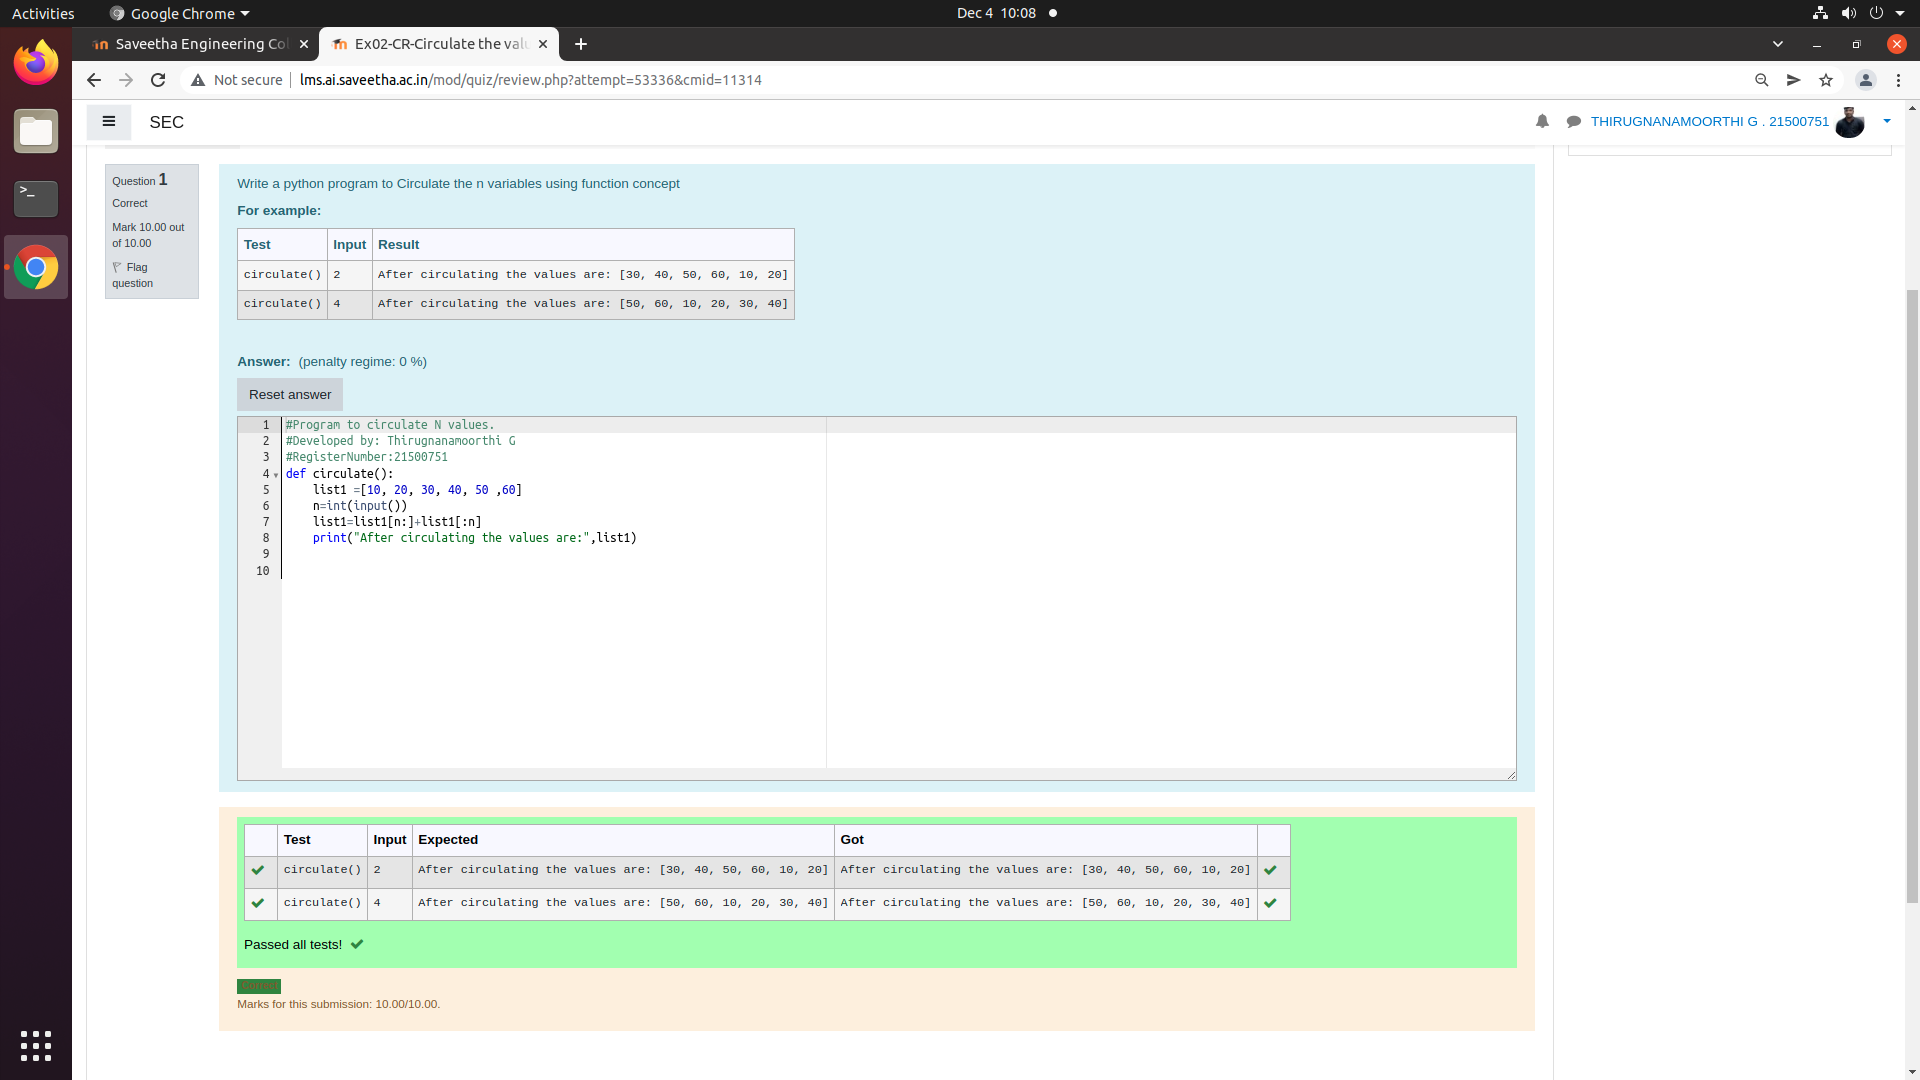 Activities
Google Chrome
Dec 4 10:08
Saveetha Engineering Col
Ex02-CR-Circulate the val
Not secure
lms.ai.saveetha.ac.in/mod/quiz/review.php?attempt=53336&cmid=11314
SEC
THIRUGNANAMOORTHI G . 21500751
Question 1
Correct
Mark 10.00 out
of 10.00
Flag
question
Write a python program to Circulate the n variables using function concept
For example:
Test Input Result
circulate() 2 After circulating the values are: [30, 40, 50, 60, 10, 20]
circulate() 4 After circulating the values are: [50, 60, 10, 20, 30, 40]
Answer: (penalty regime: 0 %)
Reset answer
1 #Program to circulate N values.
2 #Developed by: Thirugnanamoorthi G
3 #RegisterNumber:21500751
4 def circulate():
5     list1 =[10, 20, 30, 40, 50 ,60]
6     n=int(input())
7     list1=list1[n:]+list1[:n]
8     print("After circulating the values are:",list1)
9
10
Test Input Expected Got
circulate() 2 After circulating the values are: [30, 40, 50, 60, 10, 20] After circulating the values are: [30, 40, 50, 60, 10, 20]
circulate() 4 After circulating the values are: [50, 60, 10, 20, 30, 40] After circulating the values are: [50, 60, 10, 20, 30, 40]
Passed all tests!
Correct
Marks for this submission: 10.00/10.00.